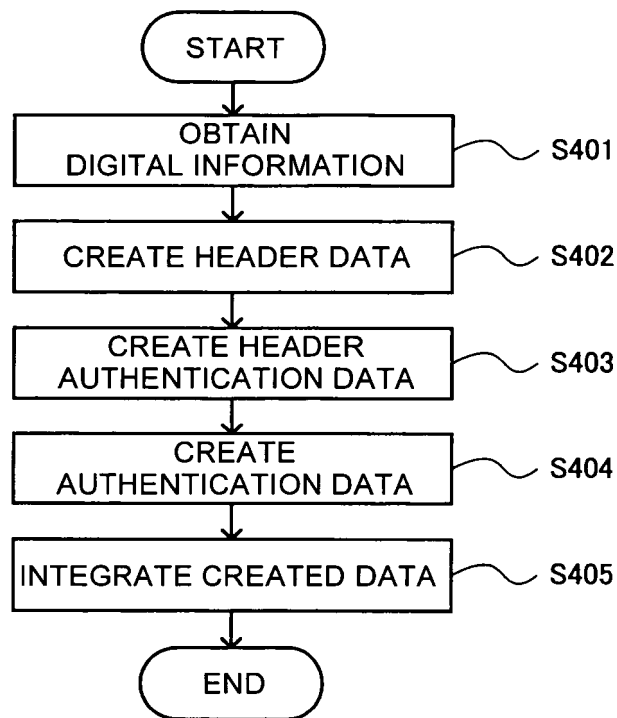 START
OBTAIN
DIGITAL INFORMATION
S401
CREATE HEADER DATA
S402
CREATE HEADER
AUTHENTICATION DATA
S403
CREATE
AUTHENTICATION DATA
S404
INTEGRATE CREATED DATA
S405
END